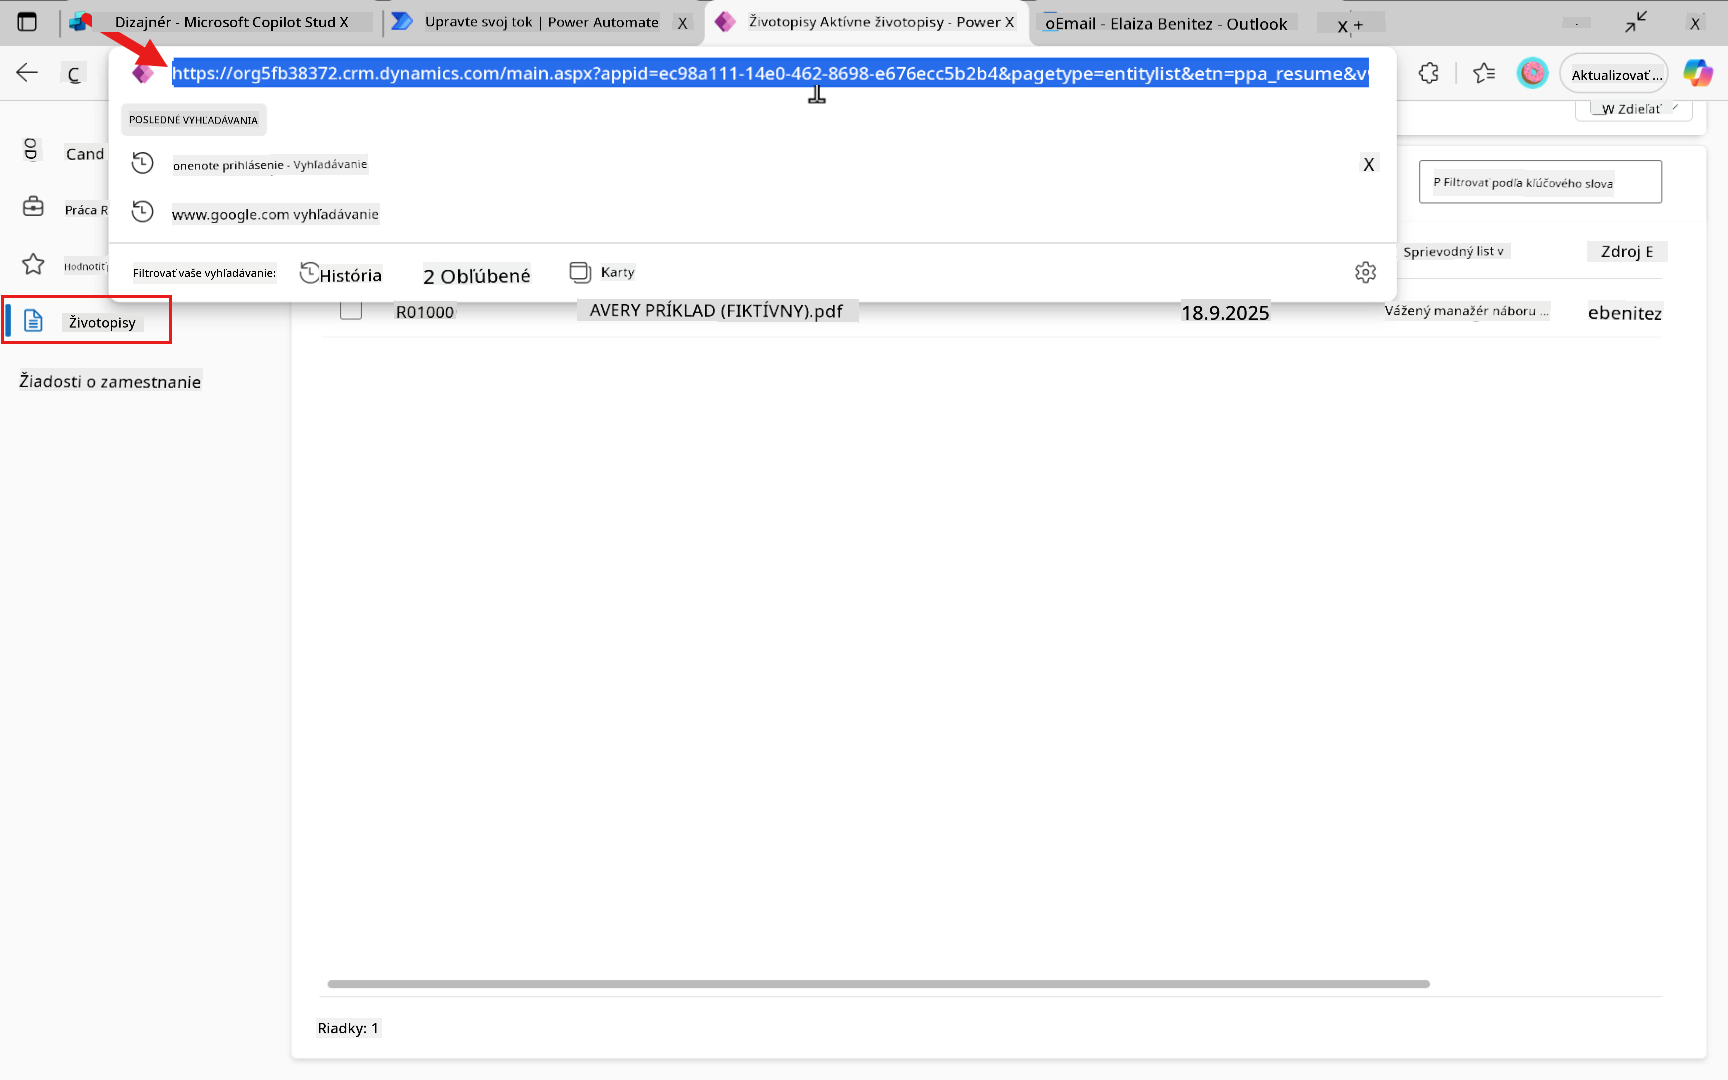 Dizajnér - Microsoft Copilot Stud X
Upravte svoj tok | Power Automate X
Životopisy Aktívne životopisy - Power X
oEmail - Elaiza Benitez - Outlook
X +
X
https://org5fb38372.crm.dynamics.com/main.aspx?appid=ec98a111-14e0-462-8698-e676ecc5b2b4&pagetype=entitylist&etn=ppa_resume&v
Aktualizovať ...
POSLEDNÉ VYHĽADÁVANIA
W Zdieľať
onenote prihlásenie - Vyhľadávanie
X
www.google.com vyhľadávanie
Filtrovať vaše vyhľadávanie:
História
2 Obľúbené
Karty
Cand
Práca R
Hodnotiť
Životopisy
Žiadosti o zamestnanie
P Filtrovať podľa kľúčového slova
Sprievodný list v
Zdroj E
R01000
AVERY PRÍKLAD (FIKTÍVNY).pdf
18.9.2025
Vážený manažér náboru ...
ebenitez
Riadky: 1